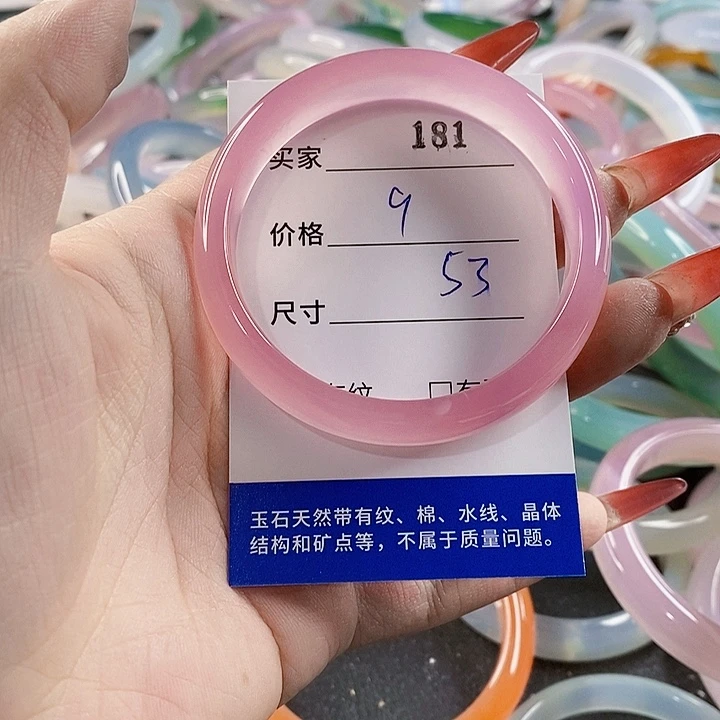 买家 181
价格 9
尺寸 53
玉石天然带有纹、棉、水线、晶体
结构和矿点等，不属于质量问题。